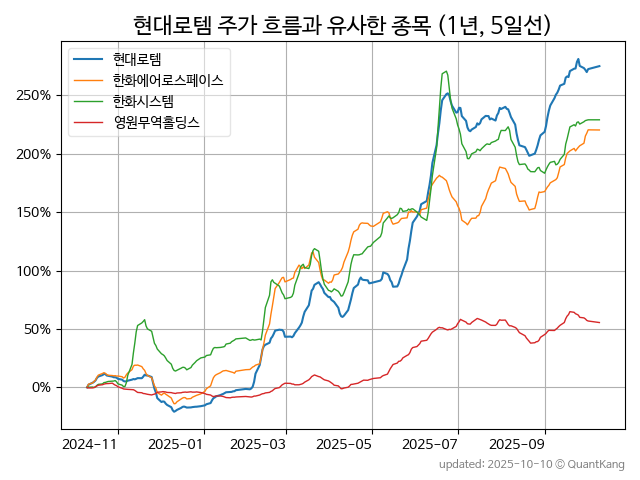 현대로템 주가 흐름과 유사한 종목 (1년, 5일선)
현대로템
한화에어로스페이스
한화시스템
영원무역홀딩스
250%
200%
150%
100%
50%
0%
2024-11
2025-01
2025-03
2025-05
2025-07
2025-09
updated: 2025-10-10 © QuantKang